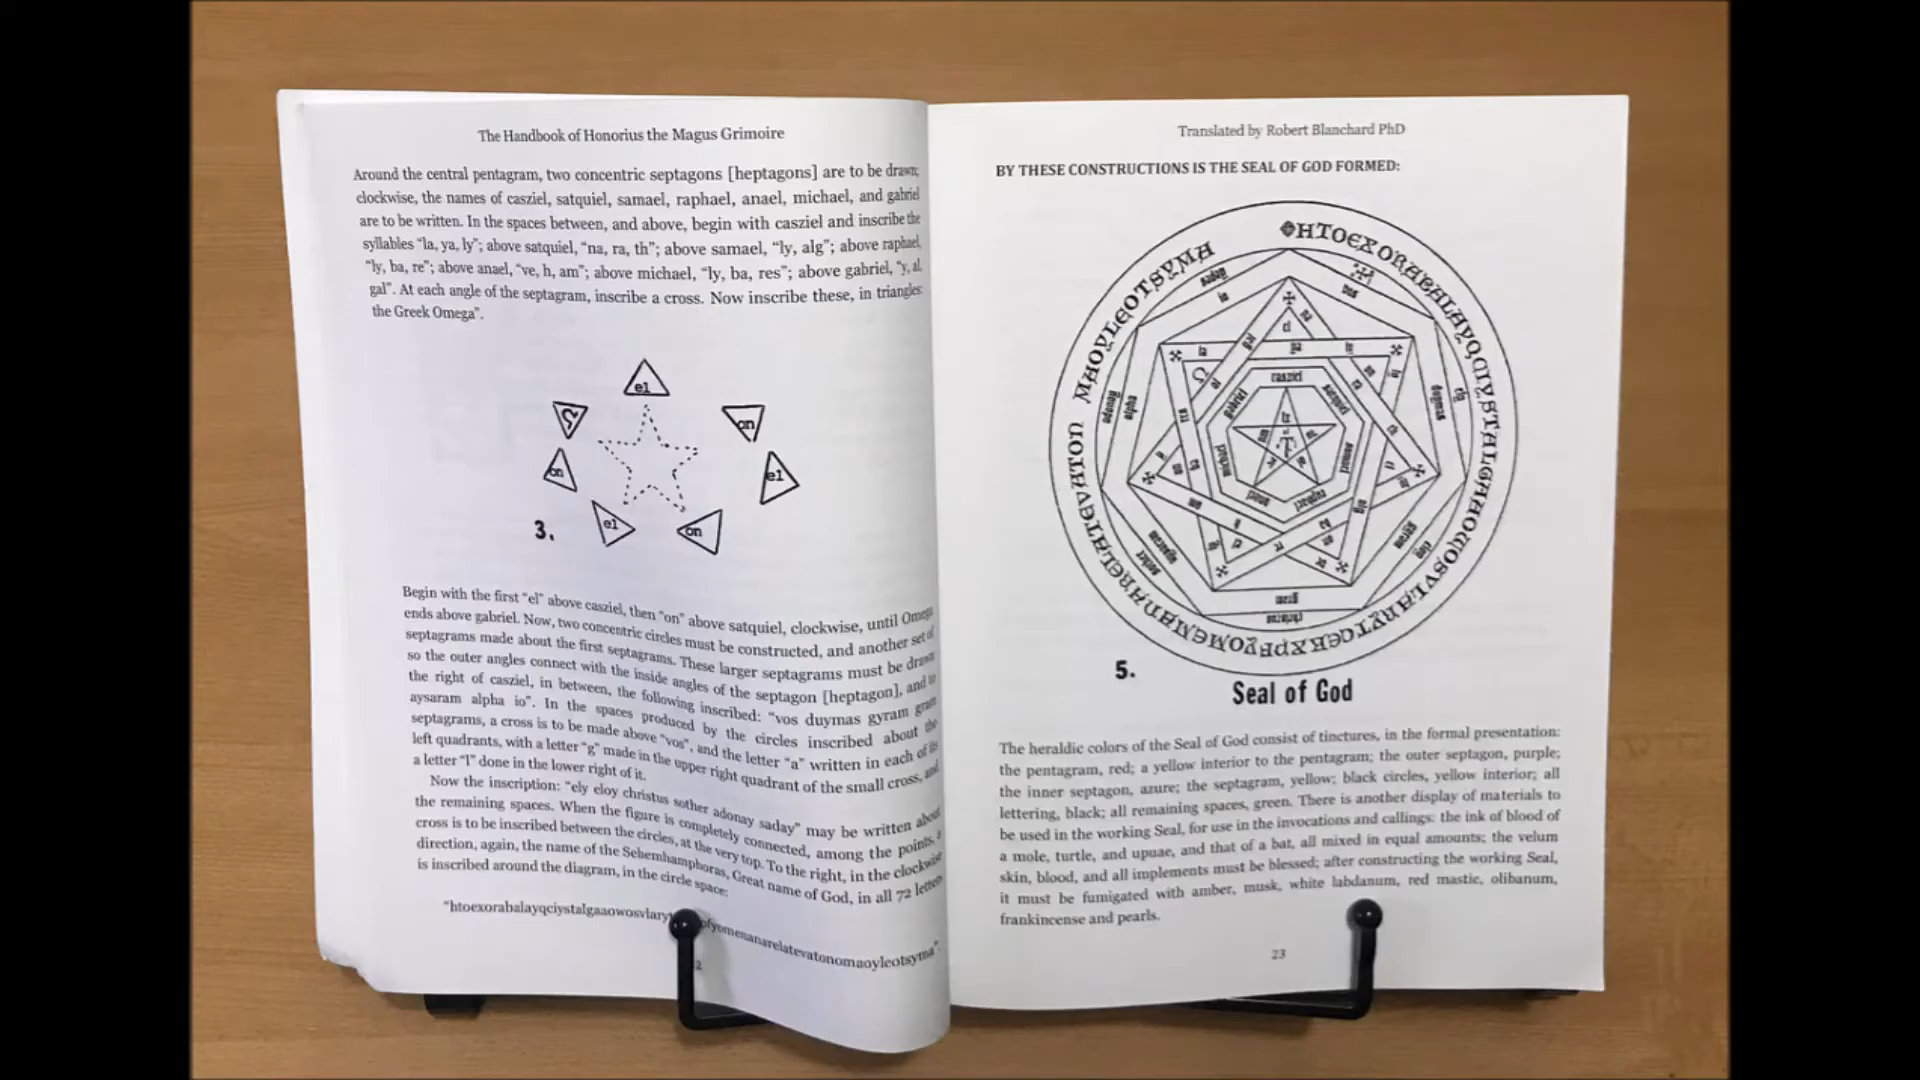 The Handbook of Honorius the Magus Grimoire
Around the central pentagram, two concentric septagons [heptagons] are to be drawn;
clockwise, the names of casziel, satquiel, samael, raphael, anael, michael, and gabriel
are to be written. In the spaces between, and above, begin with casziel and inscribe the
syllables “la, ya, ly”; above satquiel, “na, ra, th”; above samael, “ly, alg”; above raphael,
“ly, ba, re”; above anael, “ve, h, am”; above michael, “ly, ba, res”; above gabriel, “y, al,
gal”. At each angle of the septagram, inscribe a cross. Now inscribe these, in triangles:
the Greek Omega”.
el
Ω
on
on
el
el
on
3.
Begin with the first “el” above casziel, then “on” above satquiel, clockwise, until Omega
ends above gabriel. Now, two concentric circles must be constructed, and another set of
septagrams made about the first septagrams. These larger septagrams must be drawn
so the outer angles connect with the inside angles of the septagon [heptagon], and to
the right of casziel, in between, the following inscribed: “vos duymas gyram gram
aysaram alpha io”. In the spaces produced by the circles inscribed about the
septagrams, a cross is to be made above “vos”, and the letter “a” written in each of its
left quadrants, with a letter “g” made in the upper right quadrant of the small cross, and
a letter “l” done in the lower right of it.
Now the inscription: “ely eloy christus sother adonay saday” may be written about
the remaining spaces. When the figure is completely connected, among the points, a
cross is to be inscribed between the circles, at the very top. To the right, in the clockwise
direction, again, the name of the Sehemhamphoras, Great name of God, in all 72 letters
is inscribed around the diagram, in the circle space:
“htoexorabalayqciystalgaaowosvlaryt
ofyomenanarelatevatonomaoyleotsyma”.
2
Translated by Robert Blanchard PhD
BY THESE CONSTRUCTIONS IS THE SEAL OF GOD FORMED:
casziel
michael
raphael
gabriel
samael
anael
alpha
gram
christus
5.
Seal of God
The heraldic colors of the Seal of God consist of tinctures, in the formal presentation:
the pentagram, red; a yellow interior to the pentagram; the outer septagon, purple;
the inner septagon, azure; the septagram, yellow; black circles, yellow interior; all
lettering, black; all remaining spaces, green. There is another display of materials to
be used in the working Seal, for use in the invocations and callings: the ink of blood of
a mole, turtle, and upuae, and that of a bat, all mixed in equal amounts; the velum
skin, blood, and all implements must be blessed; after constructing the working Seal,
it must be fumigated with amber, musk, white labdanum, red mastic, olibanum,
frankincense and pearls.
23